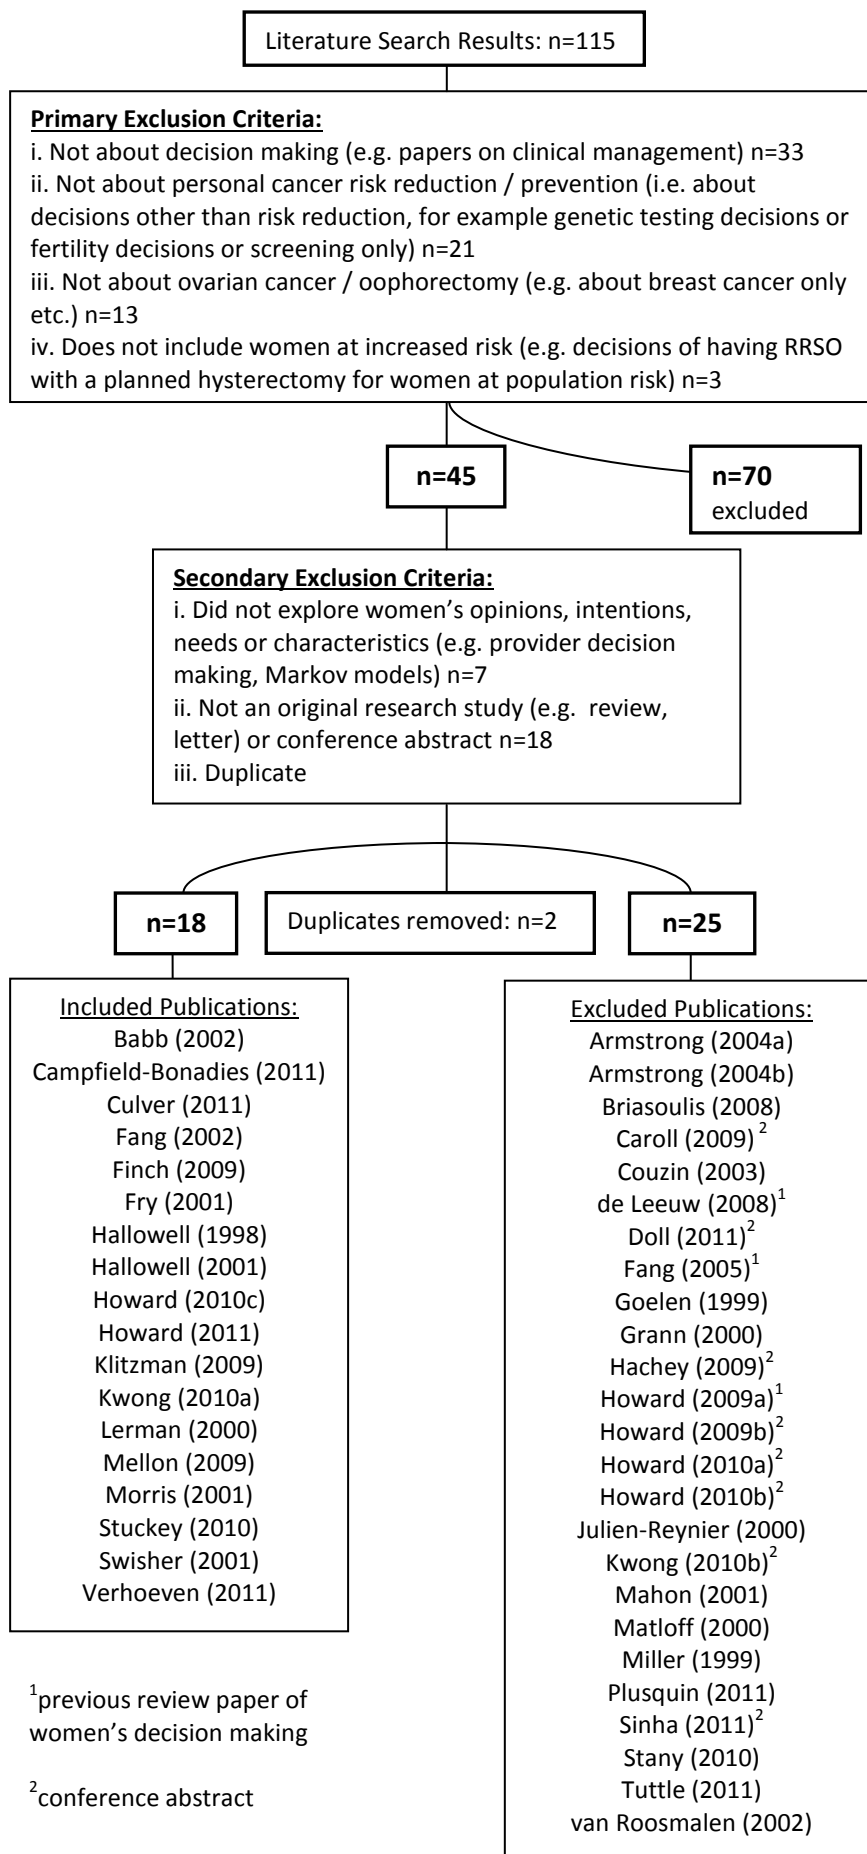 Literature Search Results: n=115
Primary Exclusion Criteria:
i. Not about decision making (e.g. papers on clinical management) n=33
ii. Not about personal cancer risk reduction / prevention (i.e. about
decisions other than risk reduction, for example genetic testing decisions or
fertility decisions or screening only) n=21
iii. Not about ovarian cancer / oophorectomy (e.g. about breast cancer only
etc.) n=13
iv. Does not include women at increased risk (e.g. decisions of having RRSO
with a planned hysterectomy for women at population risk) n=3
n=45
n=70
excluded
Secondary Exclusion Criteria:
i. Did not explore women's opinions, intentions,
needs or characteristics (e.g. provider decision
making, Markov models) n=7
ii. Not an original research study (e.g. review,
letter) or conference abstract n=18
iii. Duplicate
n=18
Duplicates removed: n=2
n=25
Included Publications:
Babb (2002)
Campfield-Bonadies (2011)
Culver (2011)
Fang (2002)
Finch (2009)
Fry (2001)
Hallowell (1998)
Hallowell (2001)
Howard (2010c)
Howard (2011)
Klitzman (2009)
Kwong (2010a)
Lerman (2000)
Mellon (2009)
Morris (2001)
Stuckey (2010)
Swisher (2001)
Verhoeven (2011)
Excluded Publications:
Armstrong (2004a)
Armstrong (2004b)
Briasoulis (2008)
Caroll (2009)²
Couzin (2003)
de Leeuw (2008)¹
Doll (2011)²
Fang (2005)¹
Goelen (1999)
Grann (2000)
Hachey (2009)²
Howard (2009a)¹
Howard (2009b)²
Howard (2010a)²
Howard (2010b)²
Julien-Reynier (2000)
Kwong (2010b)²
Mahon (2001)
Matloff (2000)
Miller (1999)
Plusquin (2011)
Sinha (2011)²
Stany (2010)
Tuttle (2011)
van Roosmalen (2002)
¹previous review paper of
women's decision making
²conference abstract